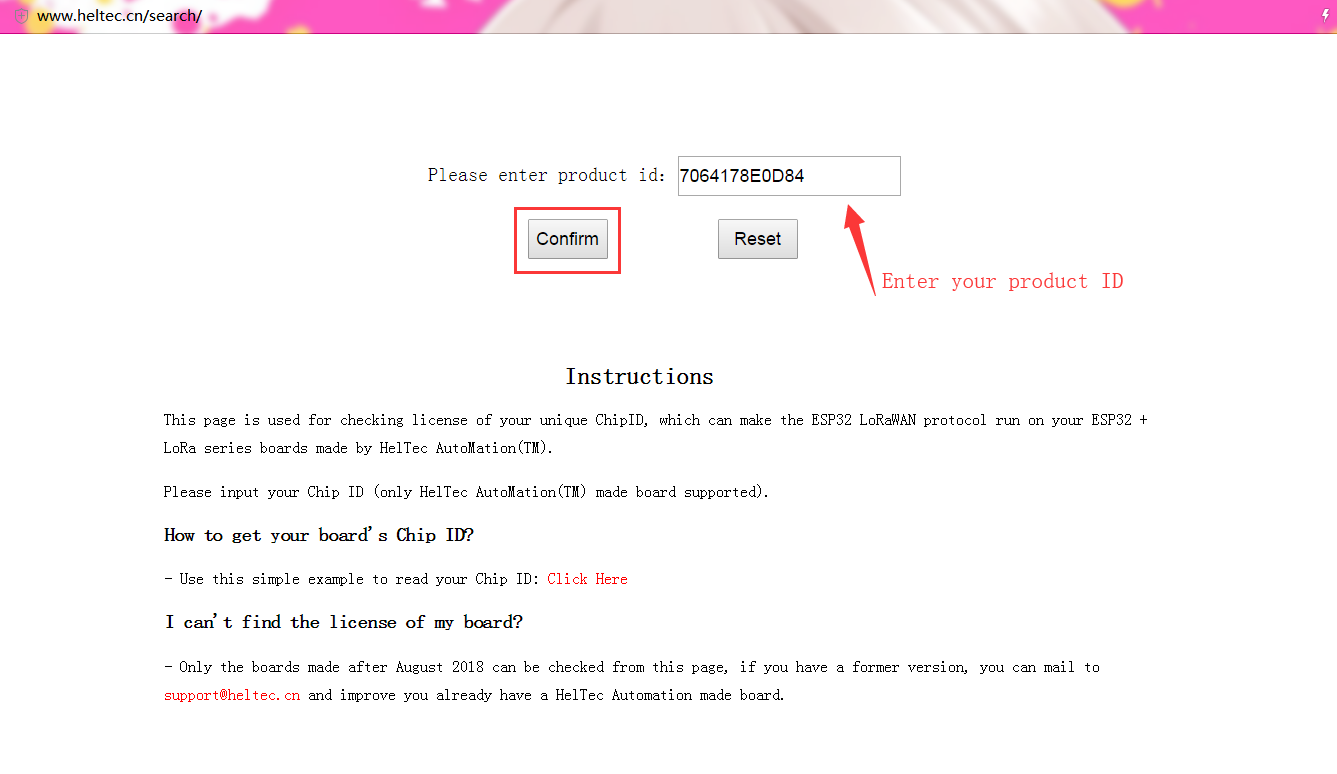 www.heltec.cn/search/
Please enter product id: 7064178E0D84
Confirm Reset
Enter your product ID
Instructions
This page is used for checking license of your unique ChipID, which can make the ESP32 LoRaWAN protocol run on your ESP32 +
LoRa series boards made by HelTec AutoMation(TM).
Please input your Chip ID (only HelTec AutoMation(TM) made board supported).
How to get your board's Chip ID?
- Use this simple example to read your Chip ID: Click Here
I can't find the license of my board?
- Only the boards made after August 2018 can be checked from this page, if you have a former version, you can mail to
support@heltec.cn and improve you already have a HelTec Automation made board.